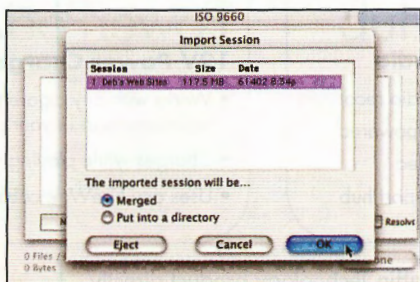 ISO 9660
Import Session
Session Size Date
1 Deb's Web Sites 117.5 MB 6/14/02 8:34p
The imported session will be...
Merged
Put into a directory
Resolve
Eject Cancel OK
0 Files
0 Bytes